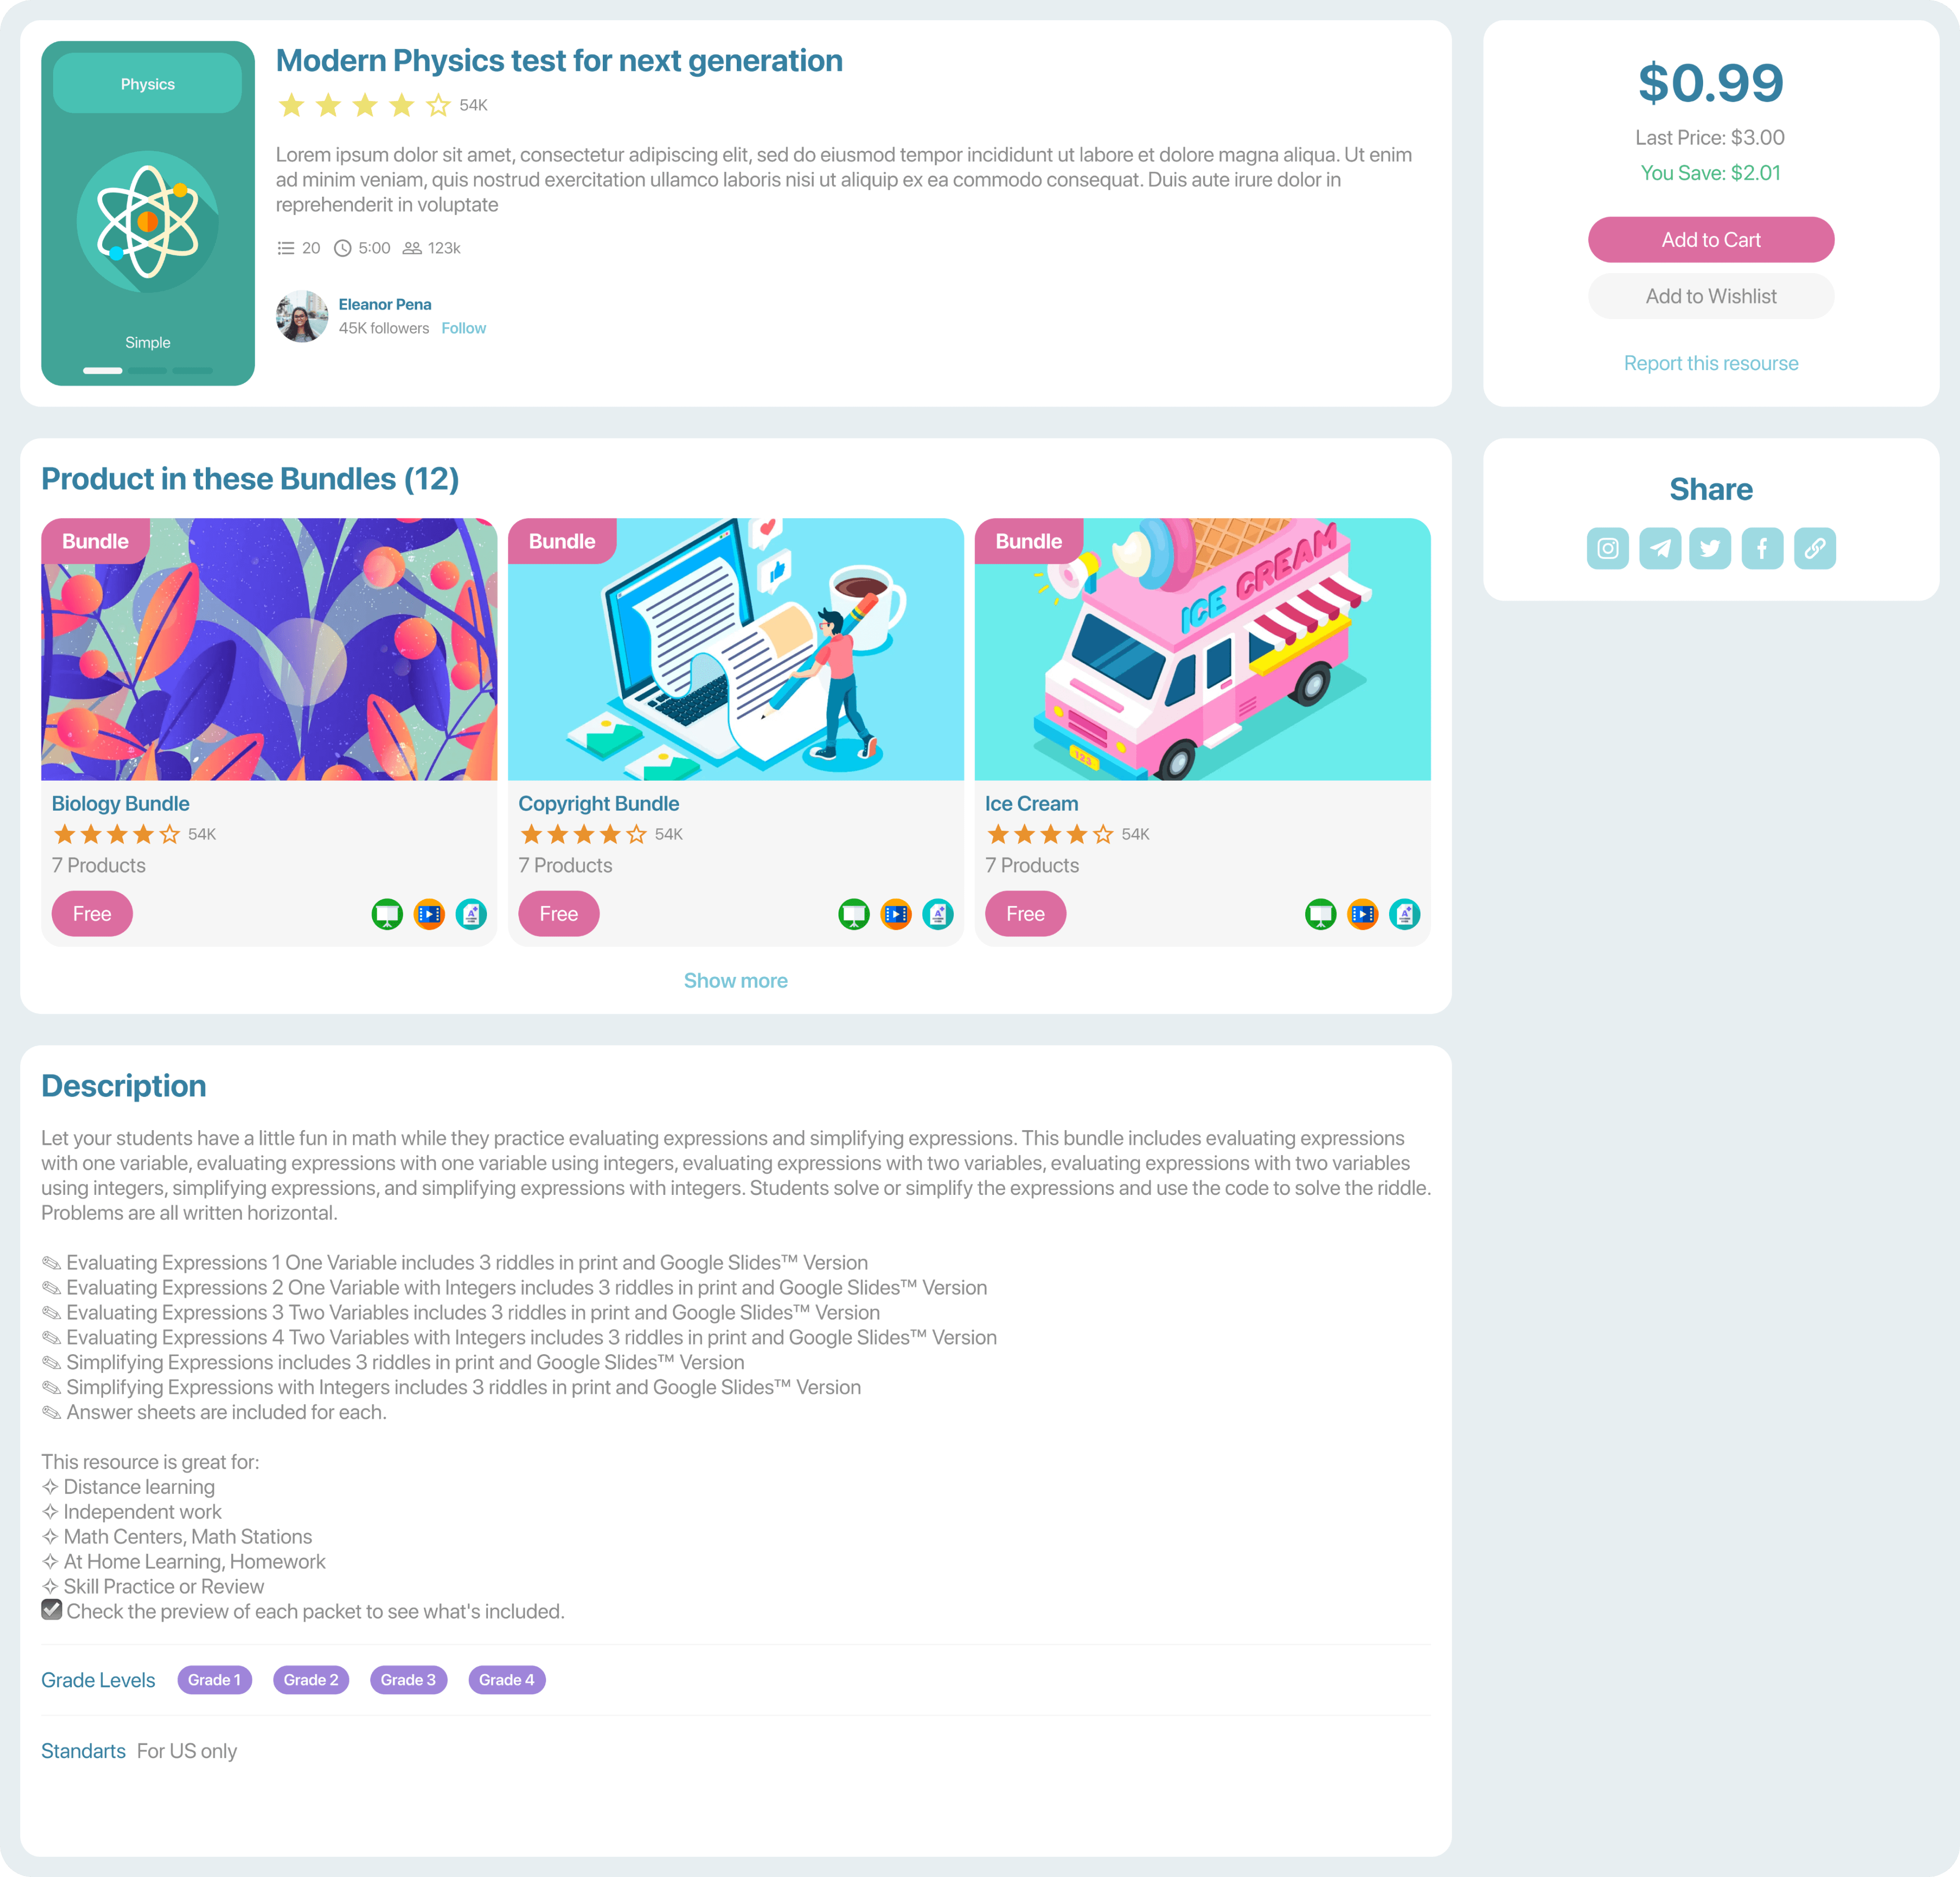 Physics
Simple
Modern Physics test for next generation
54K
Lorem ipsum dolor sit amet, consectetur adipiscing elit, sed do eiusmod tempor incididunt ut labore et dolore magna aliqua. Ut enim
ad minim veniam, quis nostrud exercitation ullamco laboris nisi ut aliquip ex ea commodo consequat. Duis aute irure dolor in
reprehenderit in voluptate
20 5:00 123k
Eleanor Pena
45K followers Follow
$0.99
Last Price: $3.00
You Save: $2.01
Add to Cart
Add to Wishlist
Report this resourse
Product in these Bundles (12)
Bundle
Biology Bundle
54K
7 Products
Free
Bundle
Copyright Bundle
54K
7 Products
Free
Bundle
ICE CREAM
123
Ice Cream
54K
7 Products
Free
Show more
Share
Description
Let your students have a little fun in math while they practice evaluating expressions and simplifying expressions. This bundle includes evaluating expressions
with one variable, evaluating expressions with one variable using integers, evaluating expressions with two variables, evaluating expressions with two variables
using integers, simplifying expressions, and simplifying expressions with integers. Students solve or simplify the expressions and use the code to solve the riddle.
Problems are all written horizontal.
✎ Evaluating Expressions 1 One Variable includes 3 riddles in print and Google Slides™ Version
✎ Evaluating Expressions 2 One Variable with Integers includes 3 riddles in print and Google Slides™ Version
✎ Evaluating Expressions 3 Two Variables includes 3 riddles in print and Google Slides™ Version
✎ Evaluating Expressions 4 Two Variables with Integers includes 3 riddles in print and Google Slides™ Version
✎ Simplifying Expressions includes 3 riddles in print and Google Slides™ Version
✎ Simplifying Expressions with Integers includes 3 riddles in print and Google Slides™ Version
✎ Answer sheets are included for each.
This resource is great for:
✧ Distance learning
✧ Independent work
✧ Math Centers, Math Stations
✧ At Home Learning, Homework
✧ Skill Practice or Review
☑ Check the preview of each packet to see what's included.
Grade Levels Grade 1 Grade 2 Grade 3 Grade 4
Standarts For US only